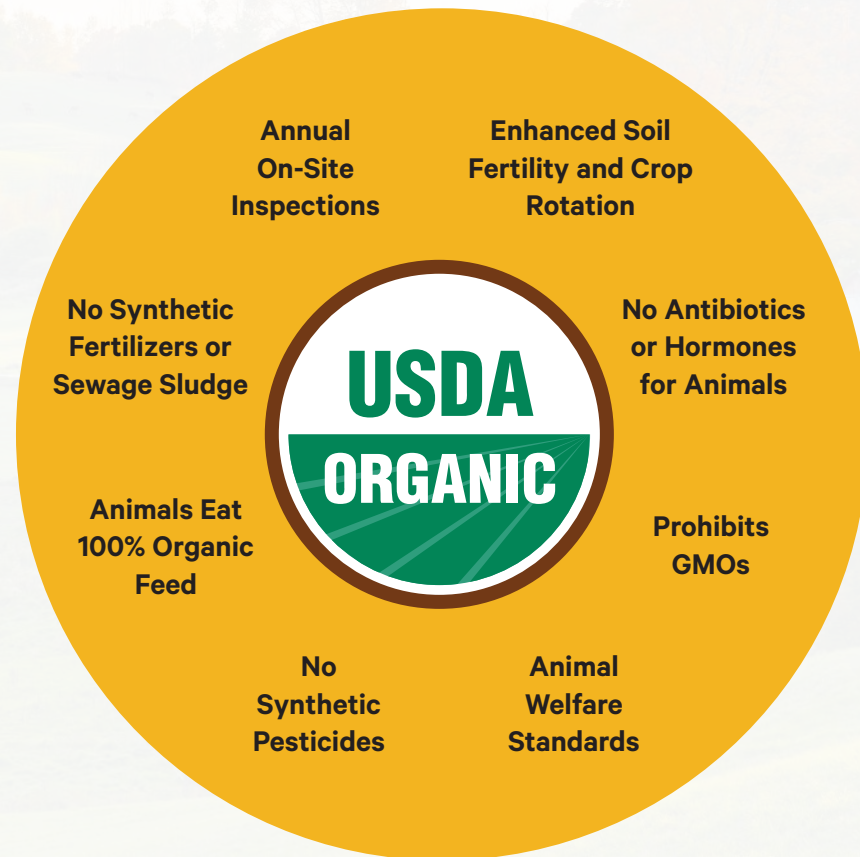 Annual
On-Site
Inspections
Enhanced Soil
Fertility and Crop
Rotation
No Synthetic
Fertilizers or
Sewage Sludge
USDA
ORGANIC
No Antibiotics
or Hormones
for Animals
Animals Eat
100% Organic
Feed
Prohibits
GMOs
No
Synthetic
Pesticides
Animal
Welfare
Standards